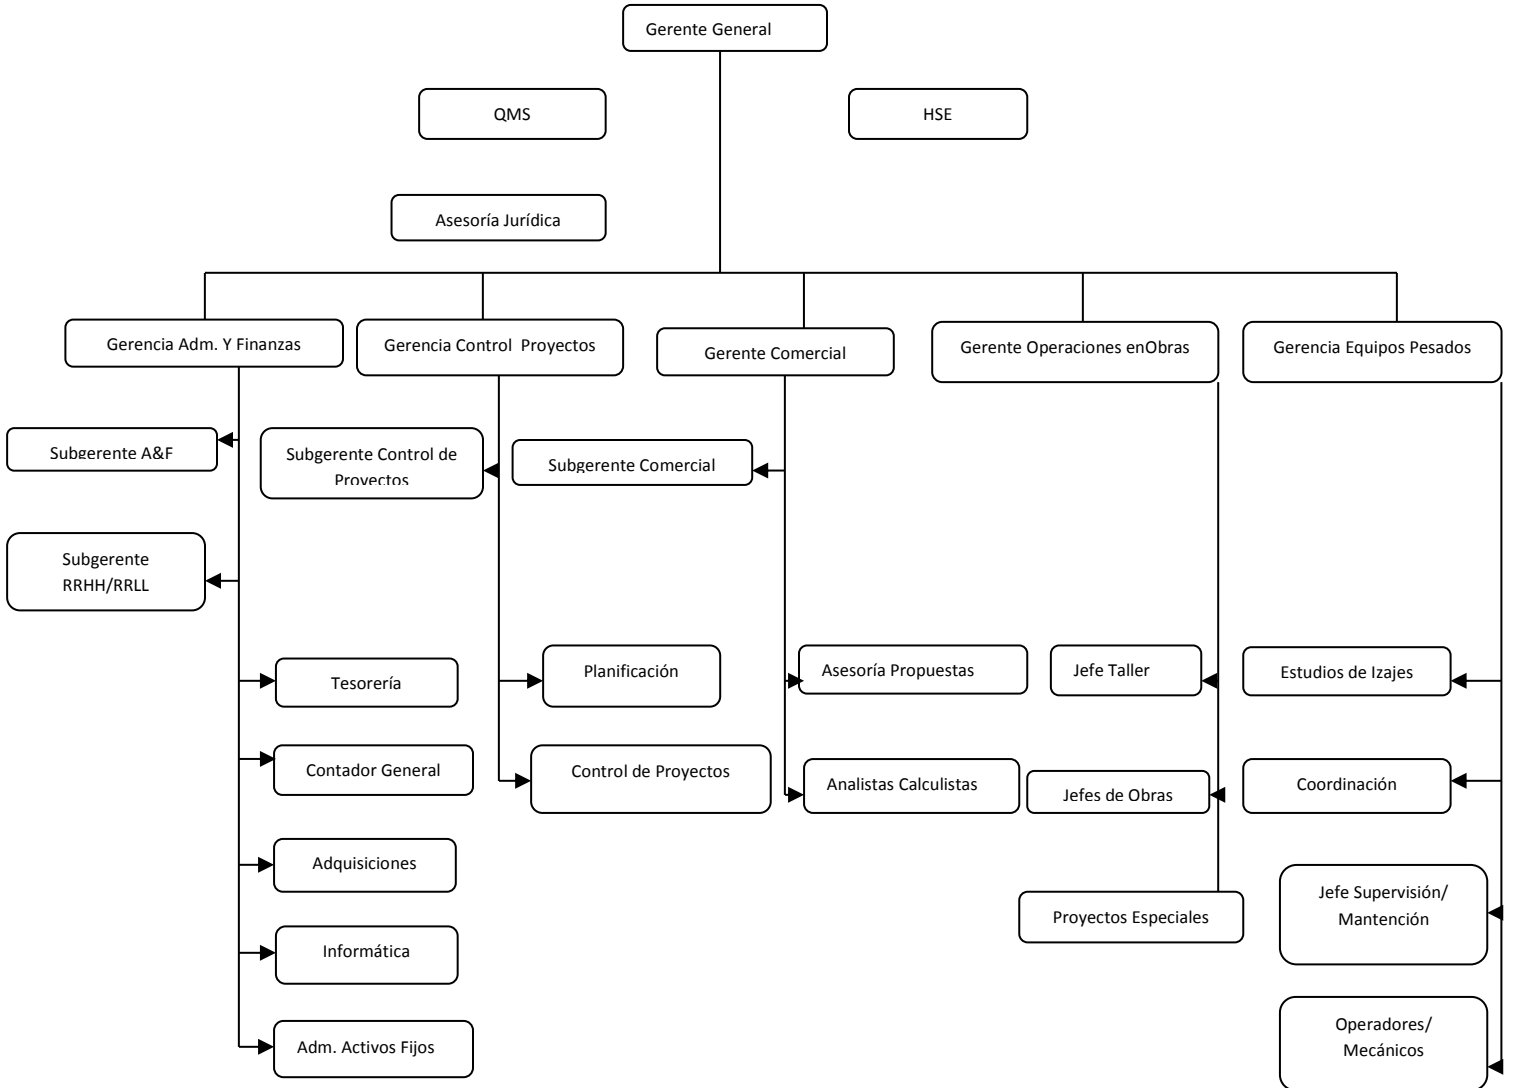 Gerente General
QMS
HSE
Asesoría Jurídica
Gerencia Adm. Y Finanzas
Gerencia Control  Proyectos
Gerente Comercial
Gerente Operaciones enObras
Gerencia Equipos Pesados
Subgerente A&F
Subgerente Control de
Proyectos
Subgerente Comercial
Subgerente
RRHH/RRLL
Tesorería
Planificación
Asesoría Propuestas
Jefe Taller
Estudios de Izajes
Contador General
Control de Proyectos
Analistas Calculistas
Jefes de Obras
Coordinación
Adquisiciones
Jefe Supervisión/
Mantención
Proyectos Especiales
Informática
Adm. Activos Fijos
Operadores/
Mecánicos